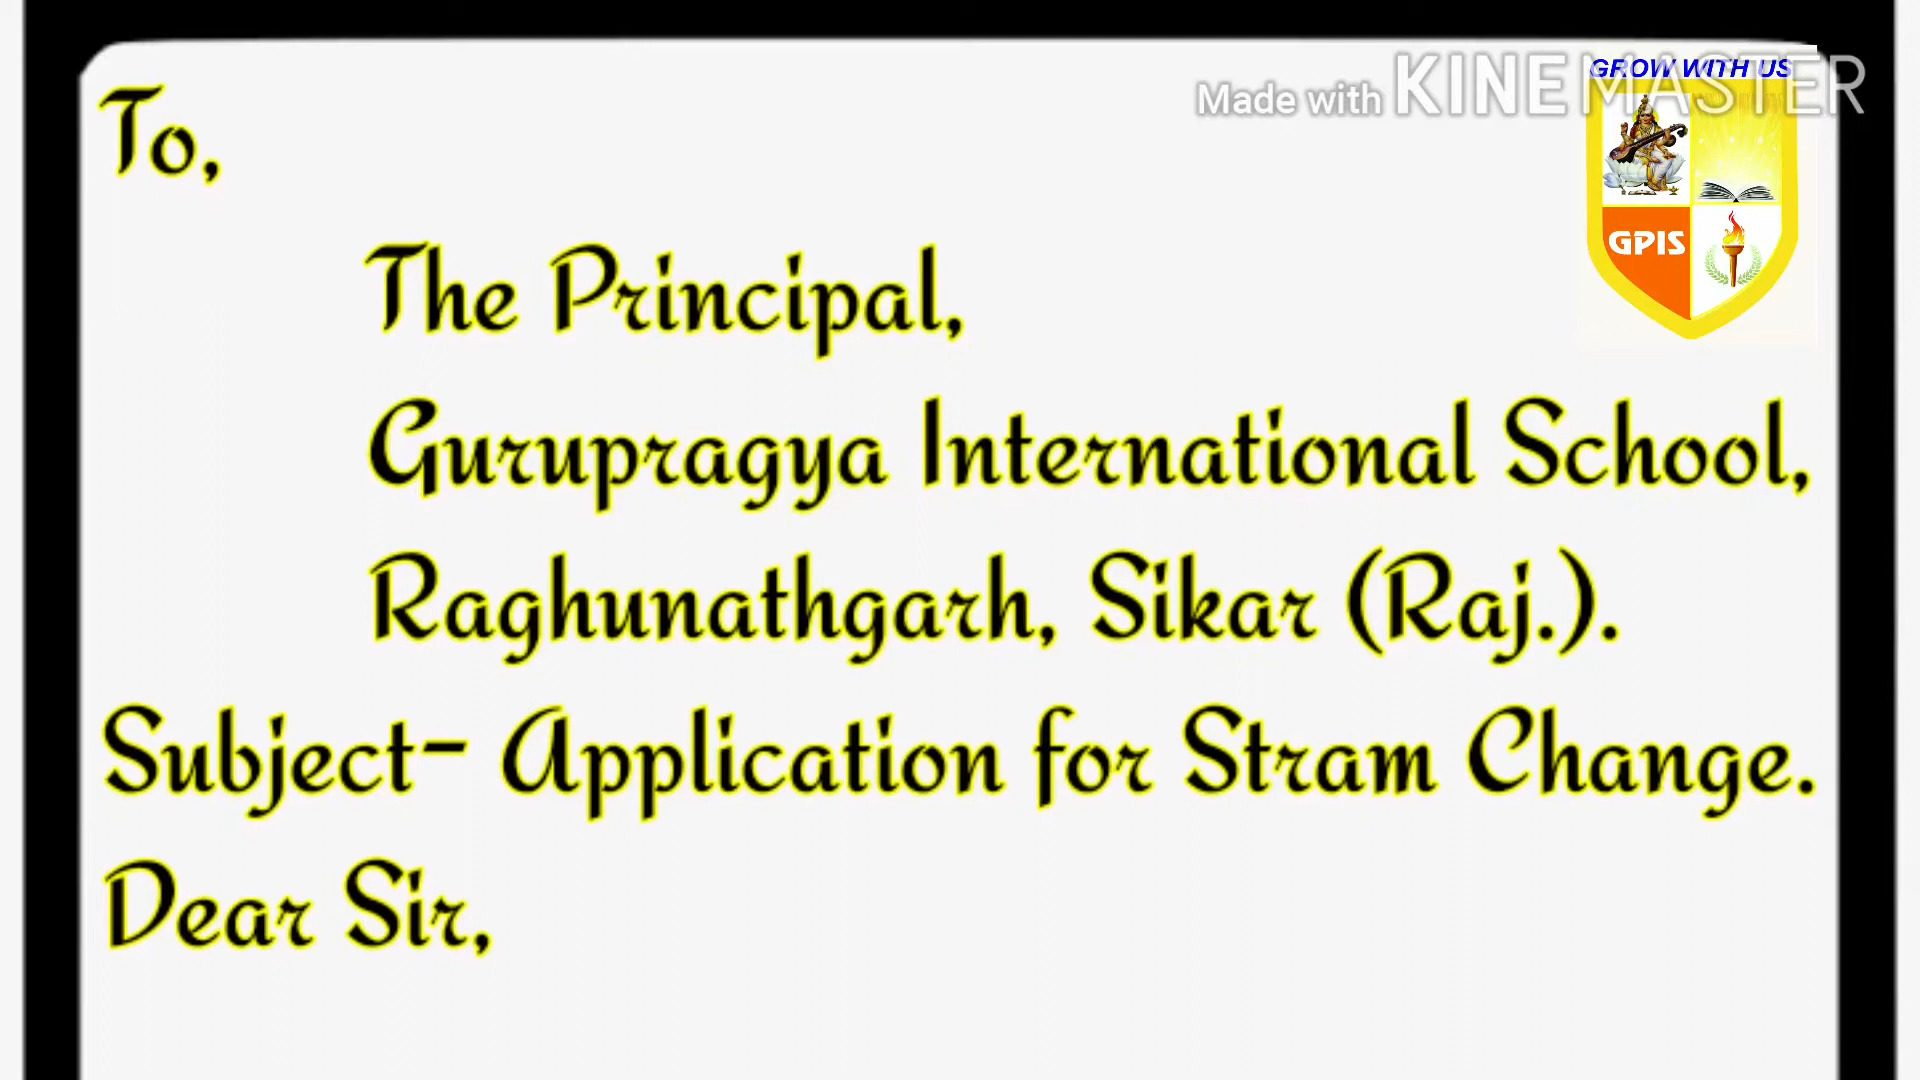 GROW WITH US
Made with KINEMASTER
GPIS
To,
The Principal,
Gurupragya International School,
Raghunathgarh, Sikar (Raj.).
Subject- Application for Stram Change.
Dear Sir,